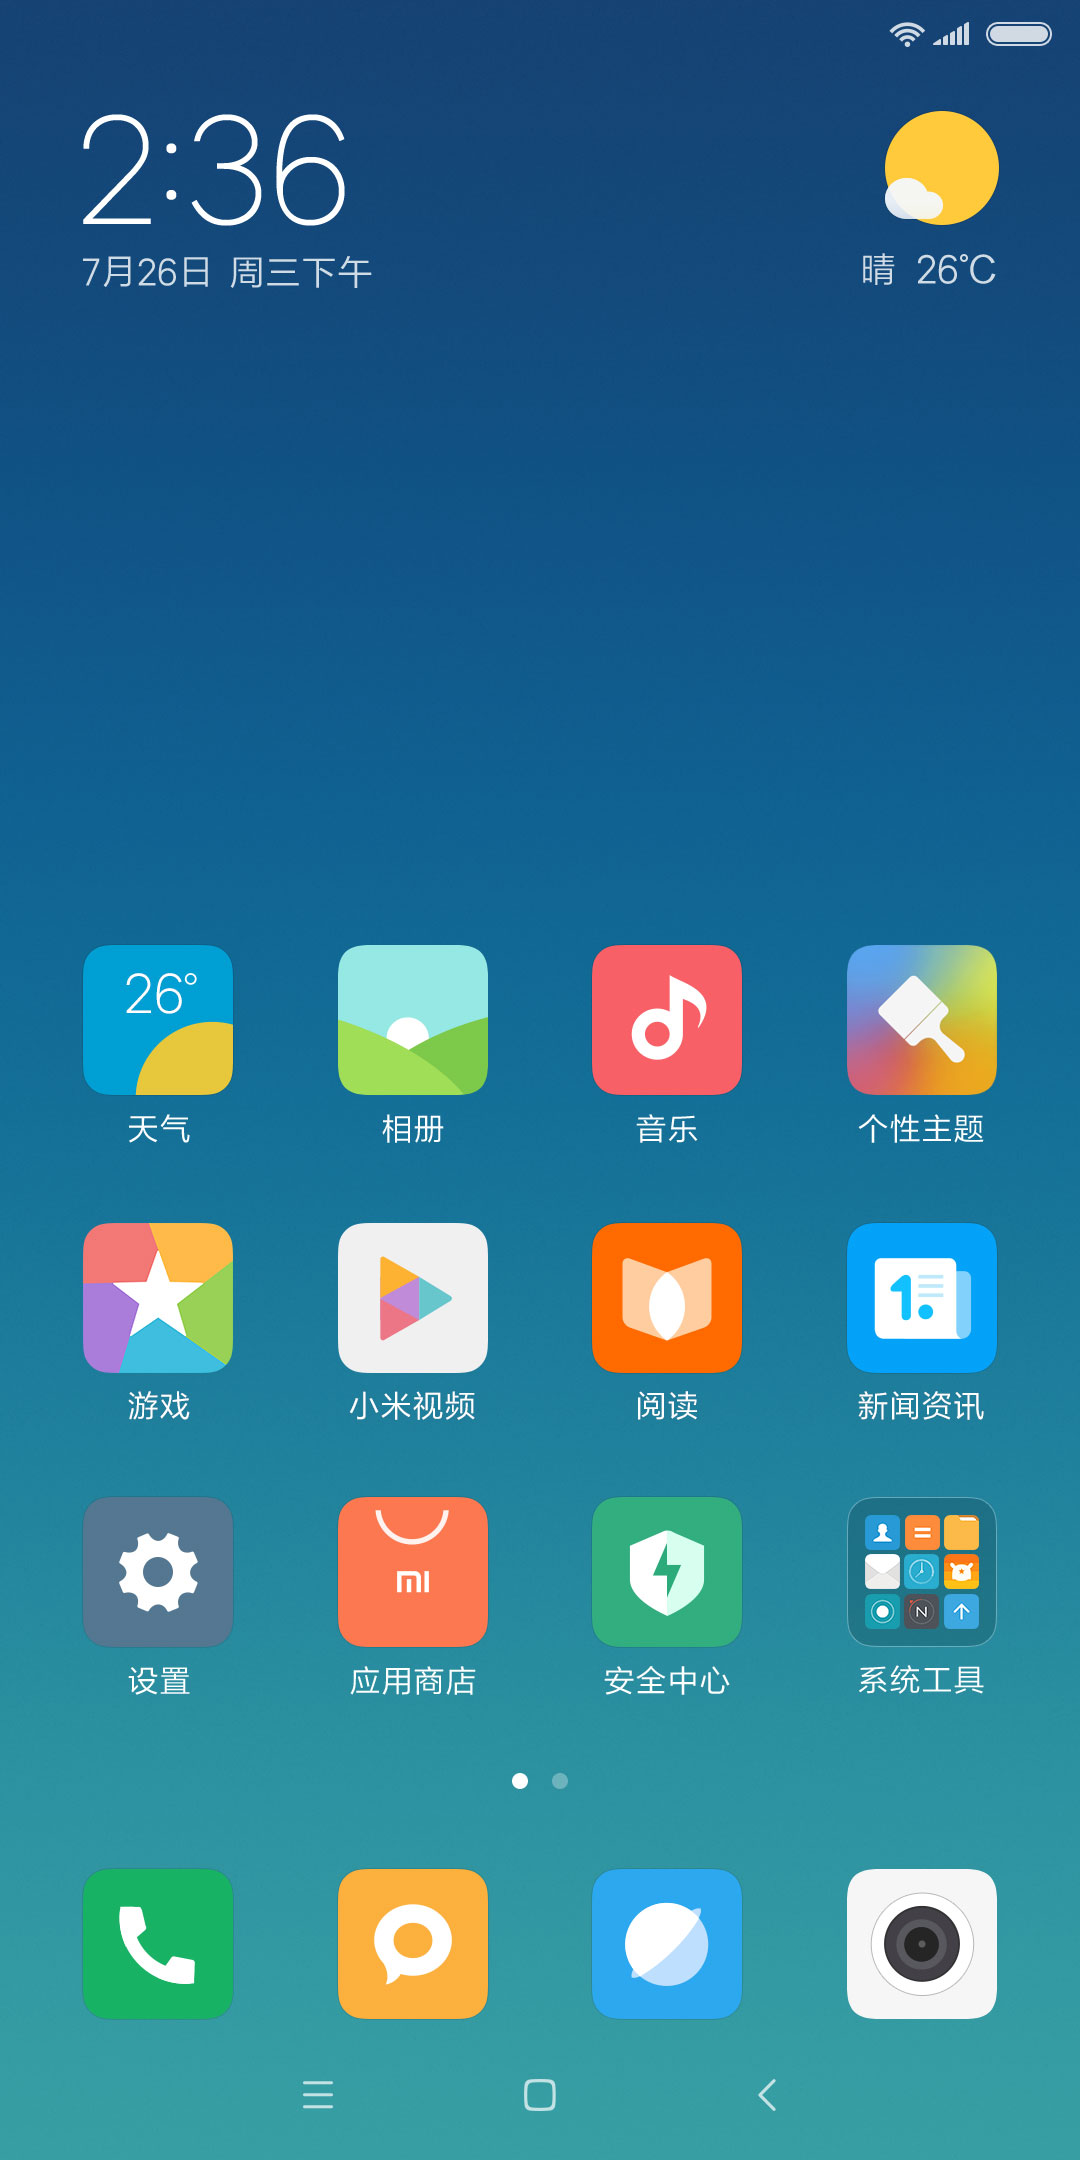 2:36
7月26日 周三下午
晴 26℃
26°
天气 相册 音乐 个性主题
1.
游戏 小米视频 阅读 新闻资讯
mi
N
设置 应用商店 安全中心 系统工具